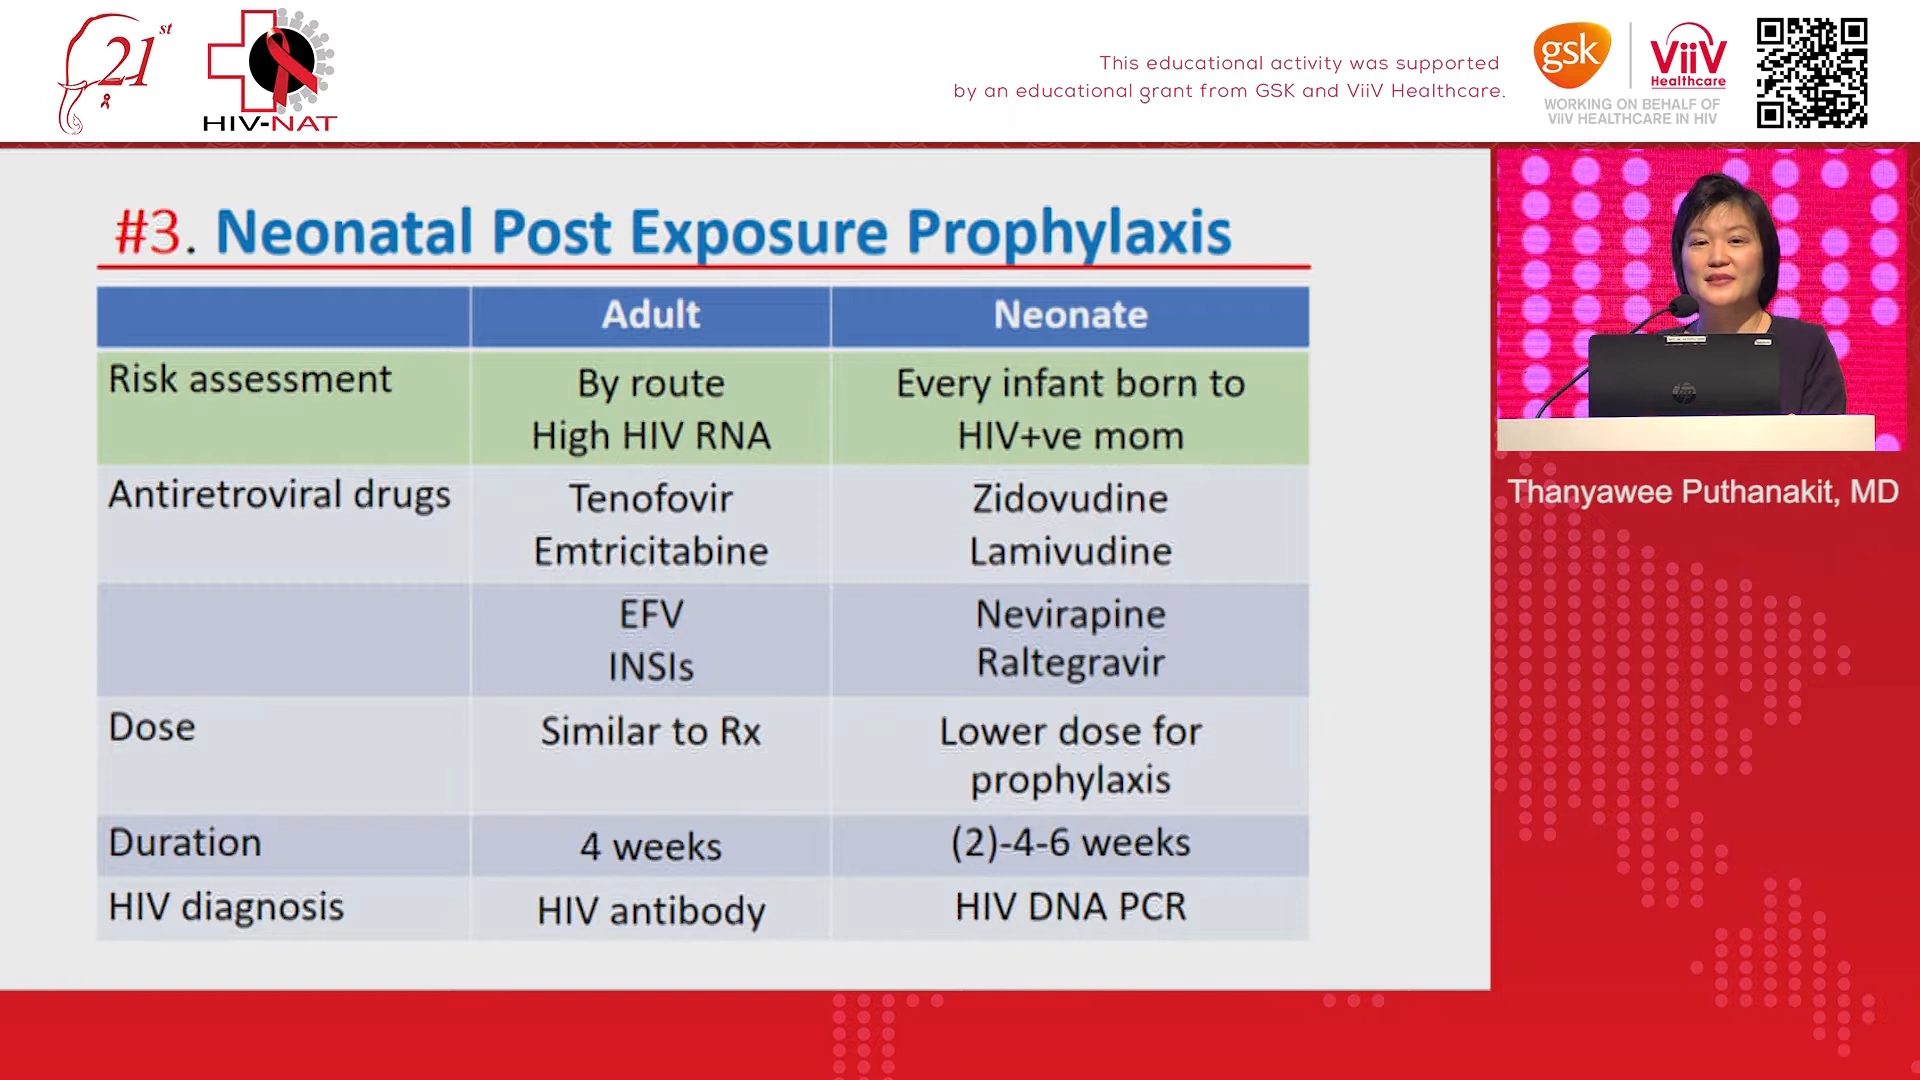 21st
HIV-NAT
This educational activity was supported
by an educational grant from GSK and ViiV Healthcare.
gsk
ViiV
Healthcare
WORKING ON BEHALF OF
ViiV HEALTHCARE IN HIV
#3. Neonatal Post Exposure Prophylaxis
Adult
Neonate
Risk assessment
By route
High HIV RNA
Every infant born to
HIV+ve mom
Antiretroviral drugs
Tenofovir
Emtricitabine
Zidovudine
Lamivudine
EFV
INSIs
Nevirapine
Raltegravir
Dose
Similar to Rx
Lower dose for
prophylaxis
Duration
4 weeks
(2)-4-6 weeks
HIV diagnosis
HIV antibody
HIV DNA PCR
hp
Thanyawee Puthanakit, MD